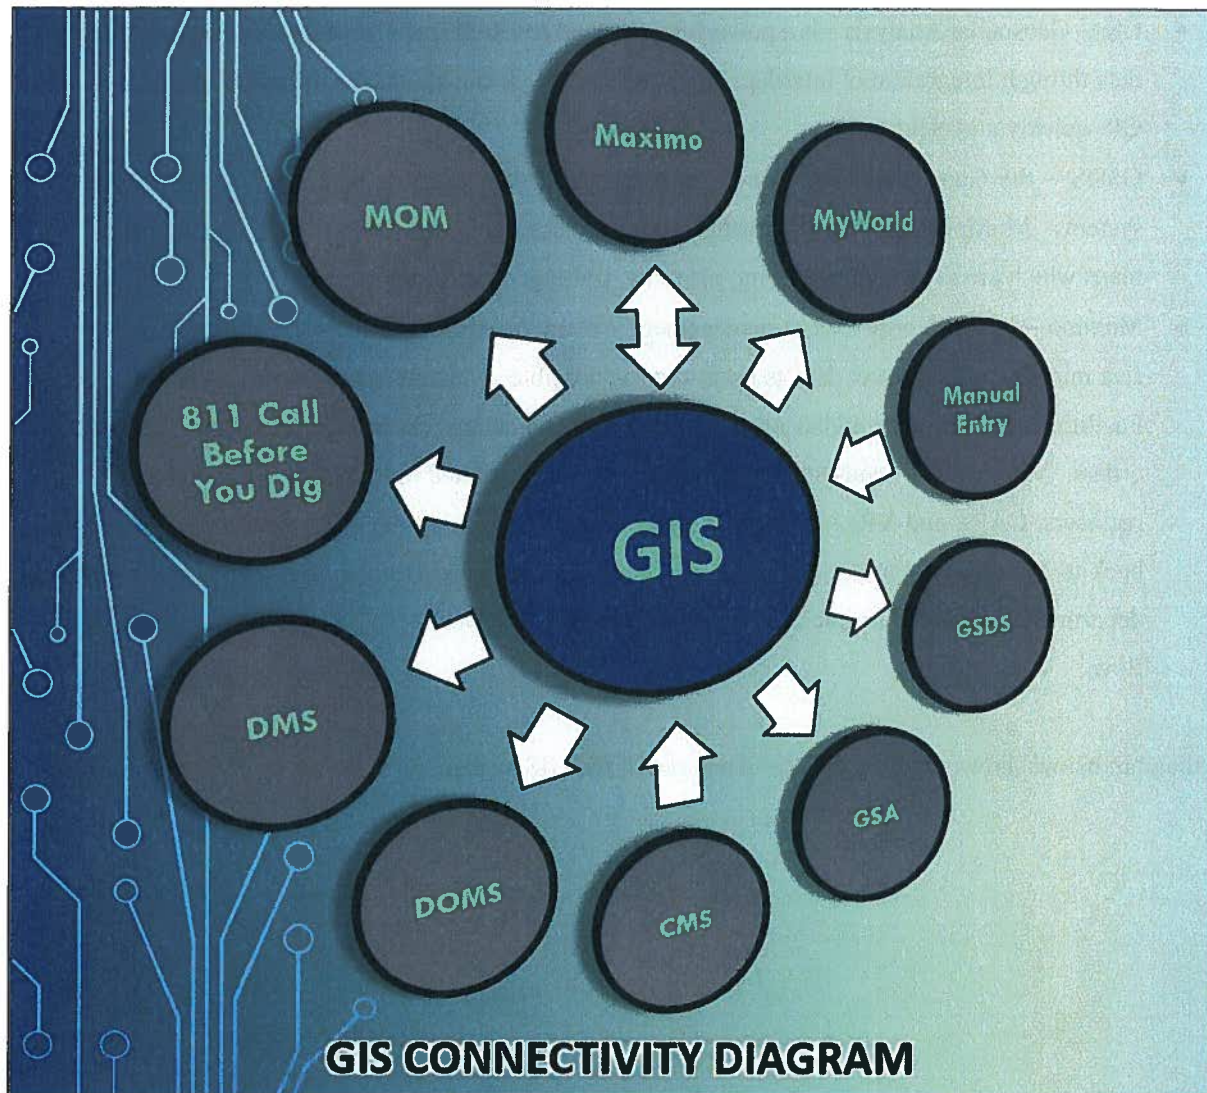 Maximo
MOM
MyWorld
811 Call
Before
You Dig
Manual
Entry
GIS
GSDS
DMS
GSA
DOMS
CMS
GIS CONNECTIVITY DIAGRAM